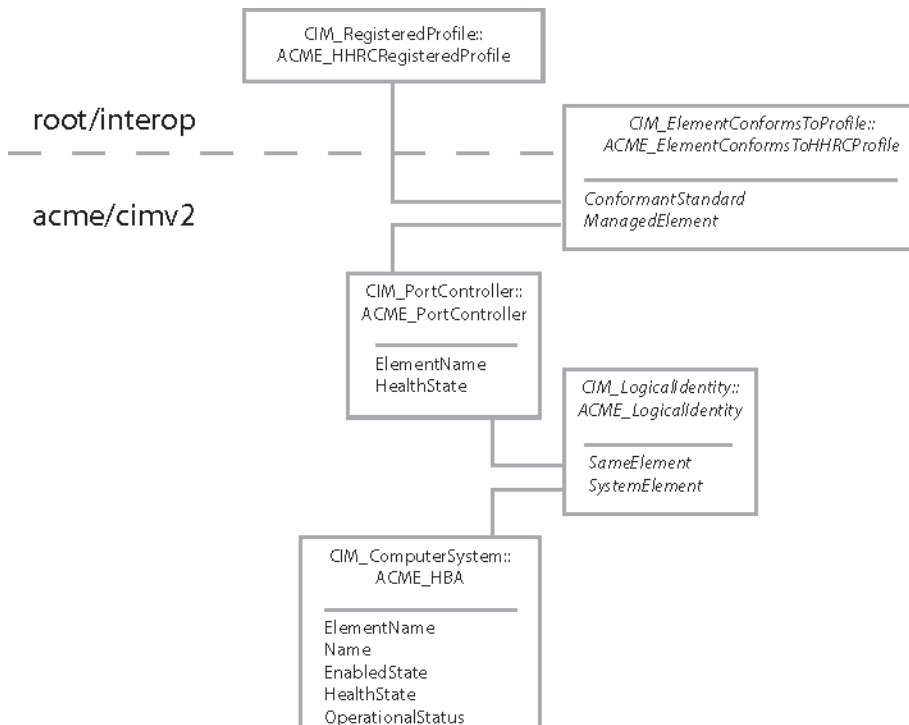 CIM_RegisteredProfile::
ACME_HHRCRegisteredProfile
root/interop
CIM_ElementConformsToProfile::
ACME_ElementConformsToHHRCProfile
ConformantStandard
ManagedElement
acme/cimv2
CIM_PortController::
ACME_PortController
ElementName
HealthState
CIM_LogicalIdentity::
ACME_LogicalIdentity
SameElement
SystemElement
CIM_ComputerSystem::
ACME_HBA
ElementName
Name
EnabledState
HealthState
OperationalStatus